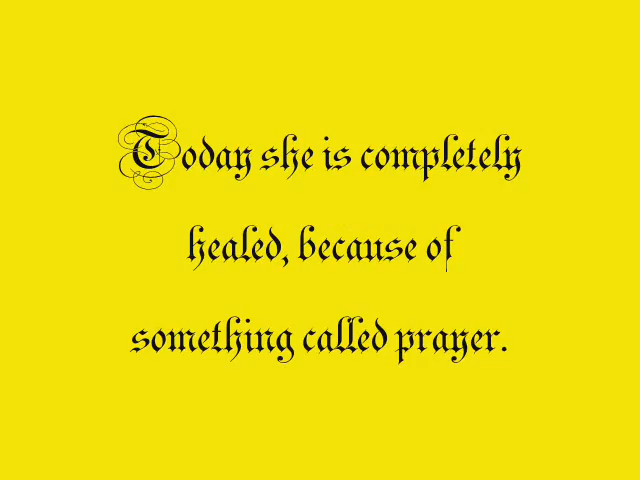 Today she is completely
healed, because of
something called prayer.